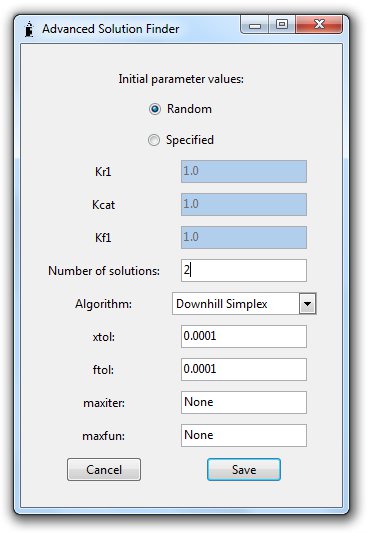 Advanced Solution Finder
Initial parameter values:
Random
Specified
Kr1 1.0
Kcat 1.0
Kf1 1.0
Number of solutions: 2
Algorithm: Downhill Simplex
xtol: 0.0001
ftol: 0.0001
maxiter: None
maxfun: None
Cancel Save